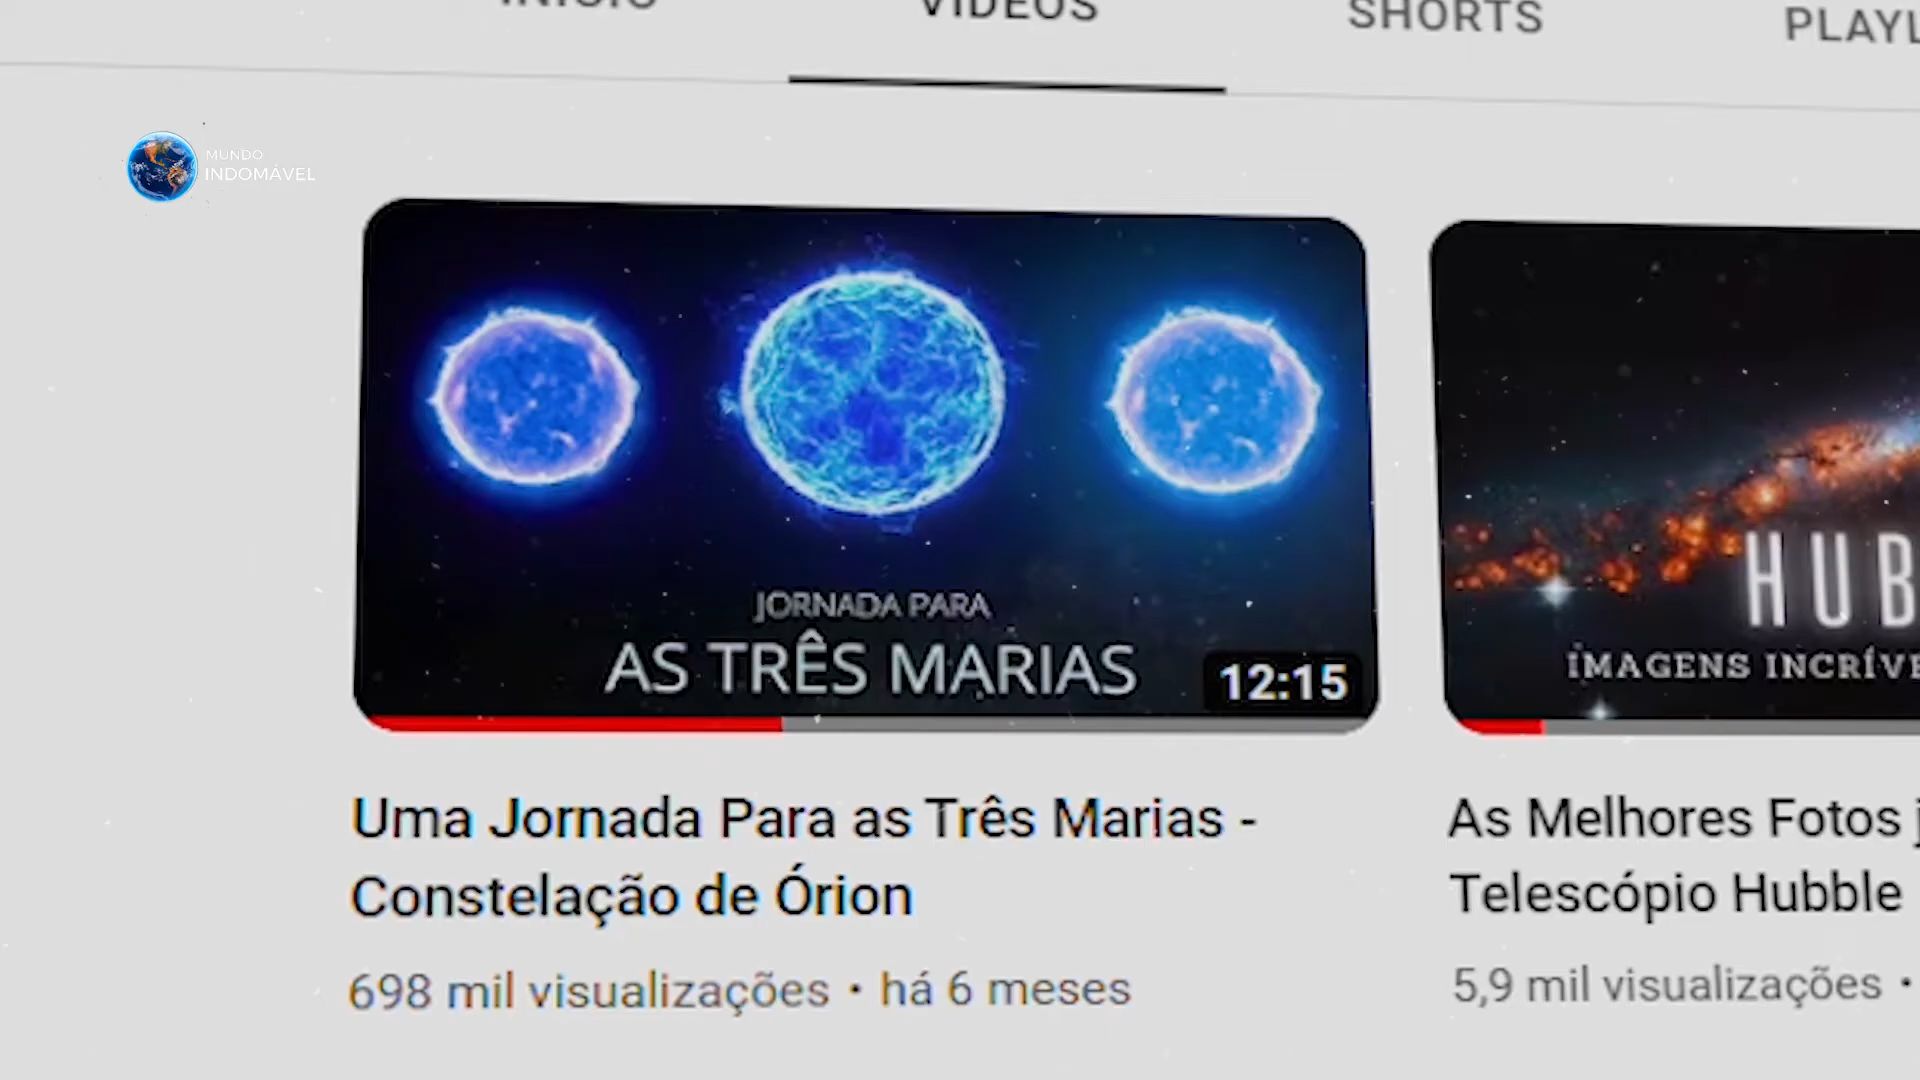 INÍCIO VÍDEOS SHORTS
MUNDO
INDOMÁVEL
JORNADA PARA
AS TRÊS MARIAS
12:15
IMAGENS
Uma Jornada Para as Três Marias -
Constelação de Órion
698 mil visualizações • há 6 meses
As Melhores Fotos
Telescópio Hubble
5,9 mil visualizações •